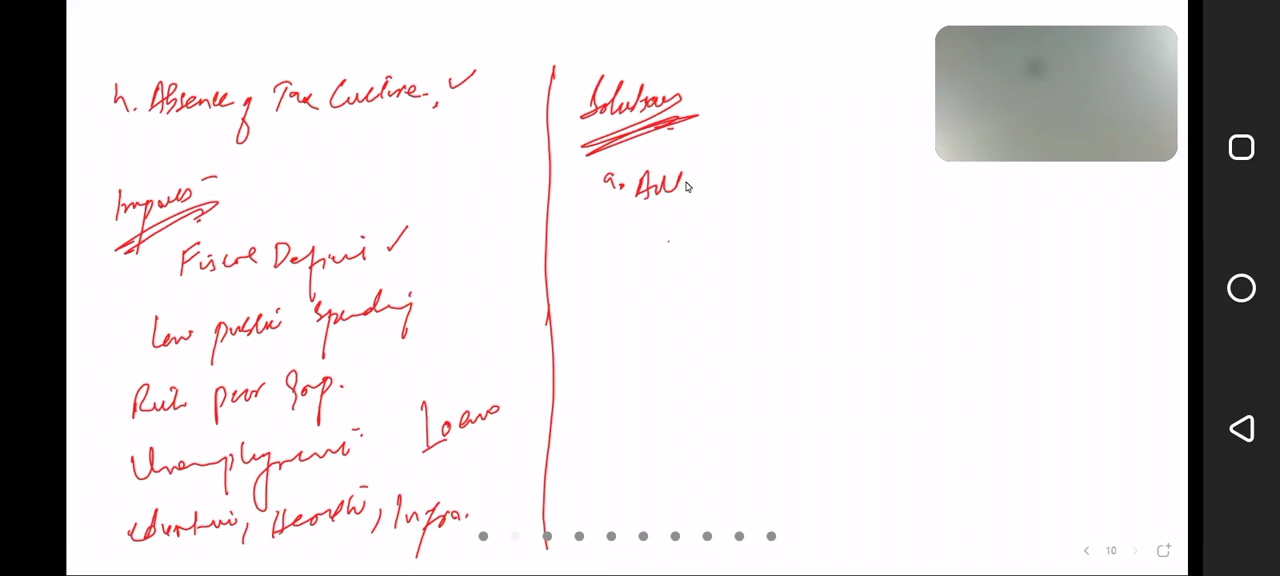 h. Absence of Tax Culture.
Impacts
Fiscal Deficit
Low public Spending
Rich poor Gap.
Unemployment
Loans
Education, Health, Infra.
Solutions
a.
10